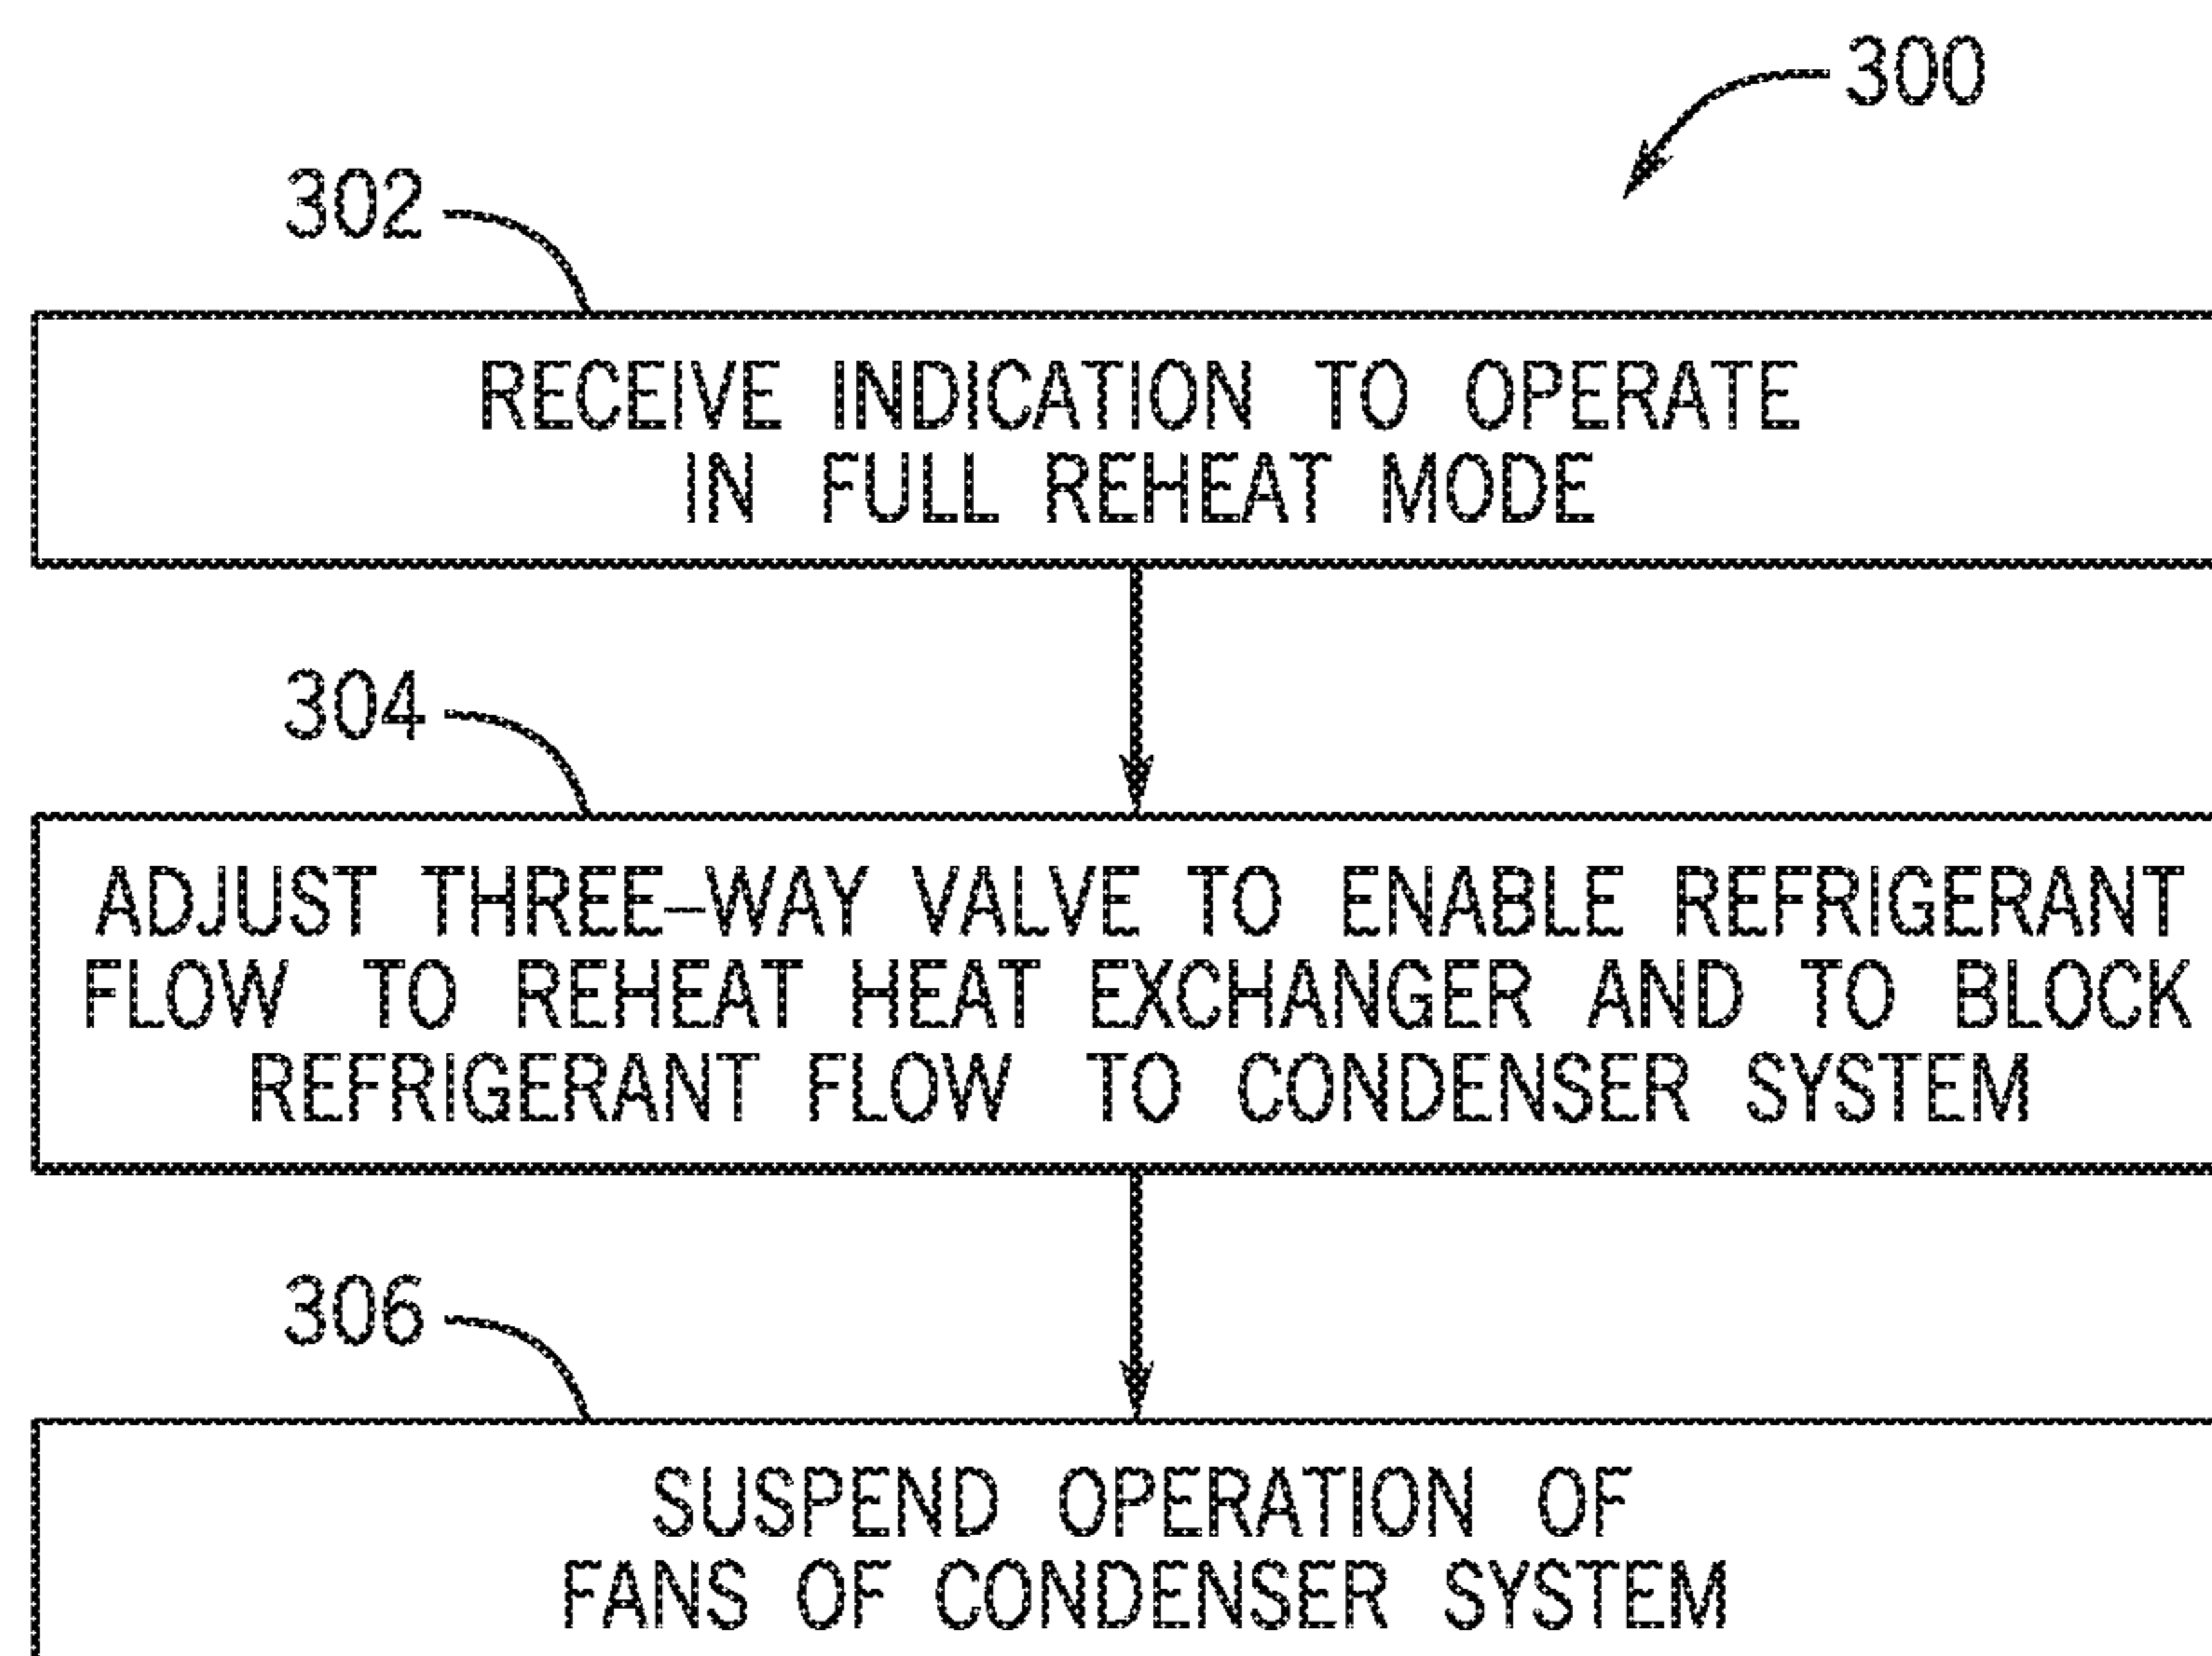 300
302
RECEIVE INDICATION TO OPERATE
IN FULL REHEAT MODE
304
ADJUST THREE–WAY VALVE TO ENABLE REFRIGERANT
FLOW TO REHEAT HEAT EXCHANGER AND TO BLOCK
REFRIGERANT FLOW TO CONDENSER SYSTEM
306
SUSPEND OPERATION OF
FANS OF CONDENSER SYSTEM